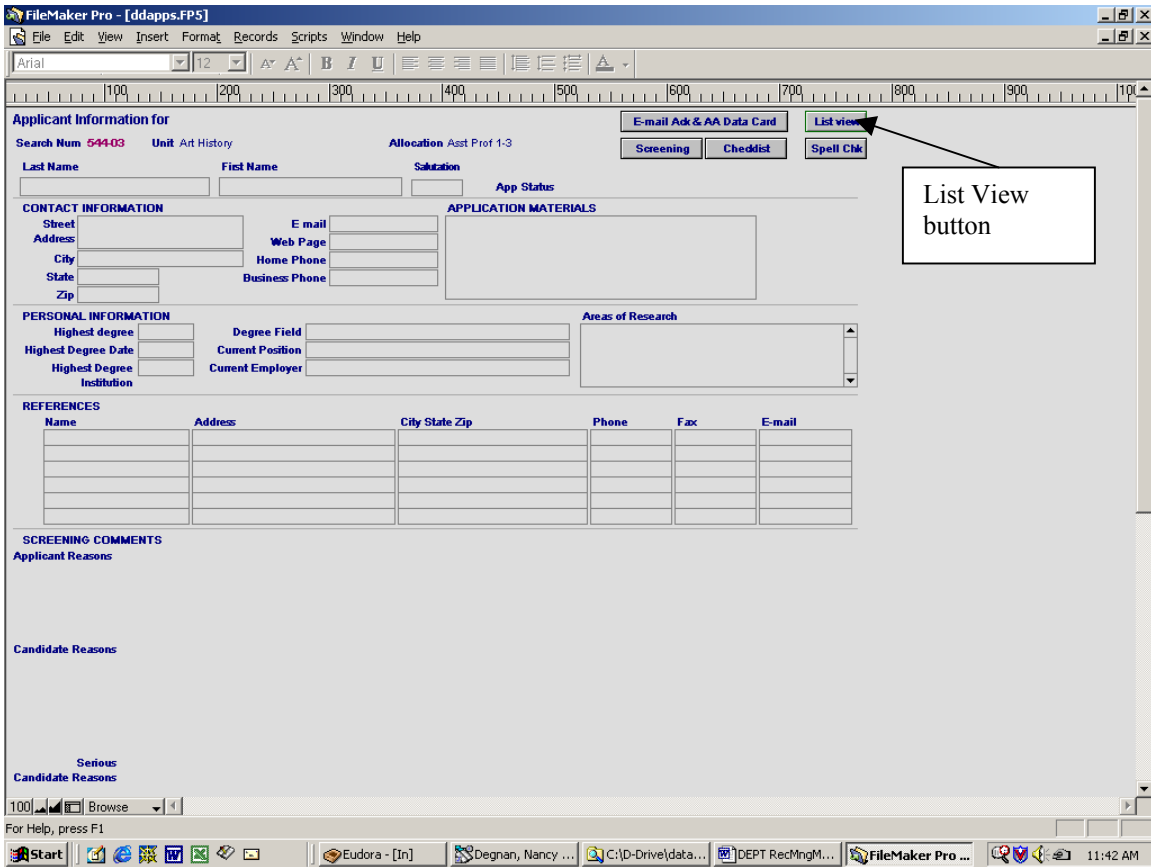 FileMaker Pro - [ddapps.FP5]
File Edit View Insert Format Records Scripts Window Help
Arial 12 B I U A
100 200 300 400 500 600 700 800 900 100
Applicant Information for E-mail Ack & AA Data Card List view
Search Num 544-03 Unit Art History Allocation Asst Prof 1-3 Screening Checklist Spell Chk
Last Name First Name Salutation
App Status
List View
button
CONTACT INFORMATION APPLICATION MATERIALS
Street E mail
Address Web Page
City Home Phone
State Business Phone
Zip
PERSONAL INFORMATION Areas of Research
Highest degree Degree Field
Highest Degree Date Current Position
Highest Degree Current Employer
Institution
REFERENCES
Name Address City State Zip Phone Fax E-mail
SCREENING COMMENTS
Applicant Reasons
Candidate Reasons
Serious
Candidate Reasons
100 Browse
For Help, press F1
Start Eudora - [In] Degnan, Nancy ... C:\D-Drive\data... DEPT RecMngM... FileMaker Pro ... 11:42 AM